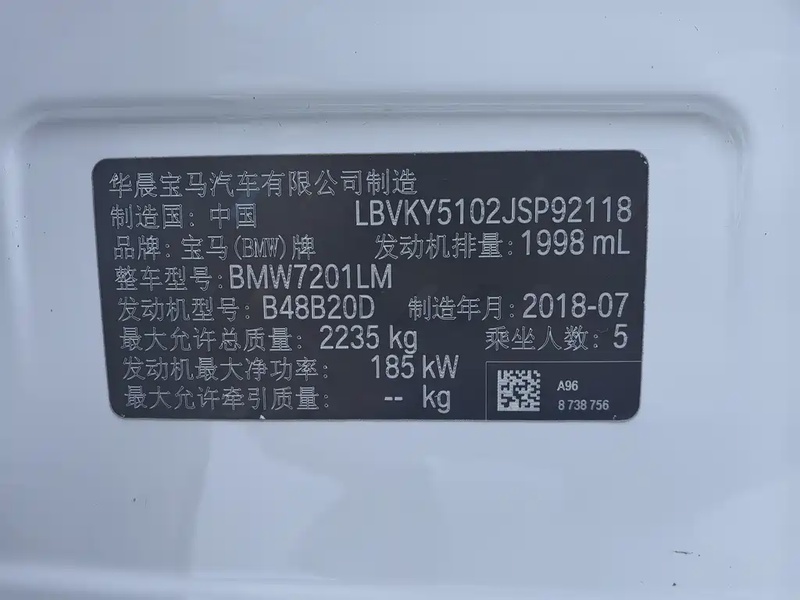 华晨宝马汽车有限公司制造
制造国: 中国 LBVKY5102JSP92118
品牌: 宝马(BMW)牌 发动机排量: 1998 mL
整车型号: BMW7201LM
发动机型号: B48B20D 制造年月: 2018-07
最大允许总质量: 2235 kg 乘坐人数: 5
发动机最大净功率: 185 kW
最大允许牵引质量: -- kg
A96
8 738 756